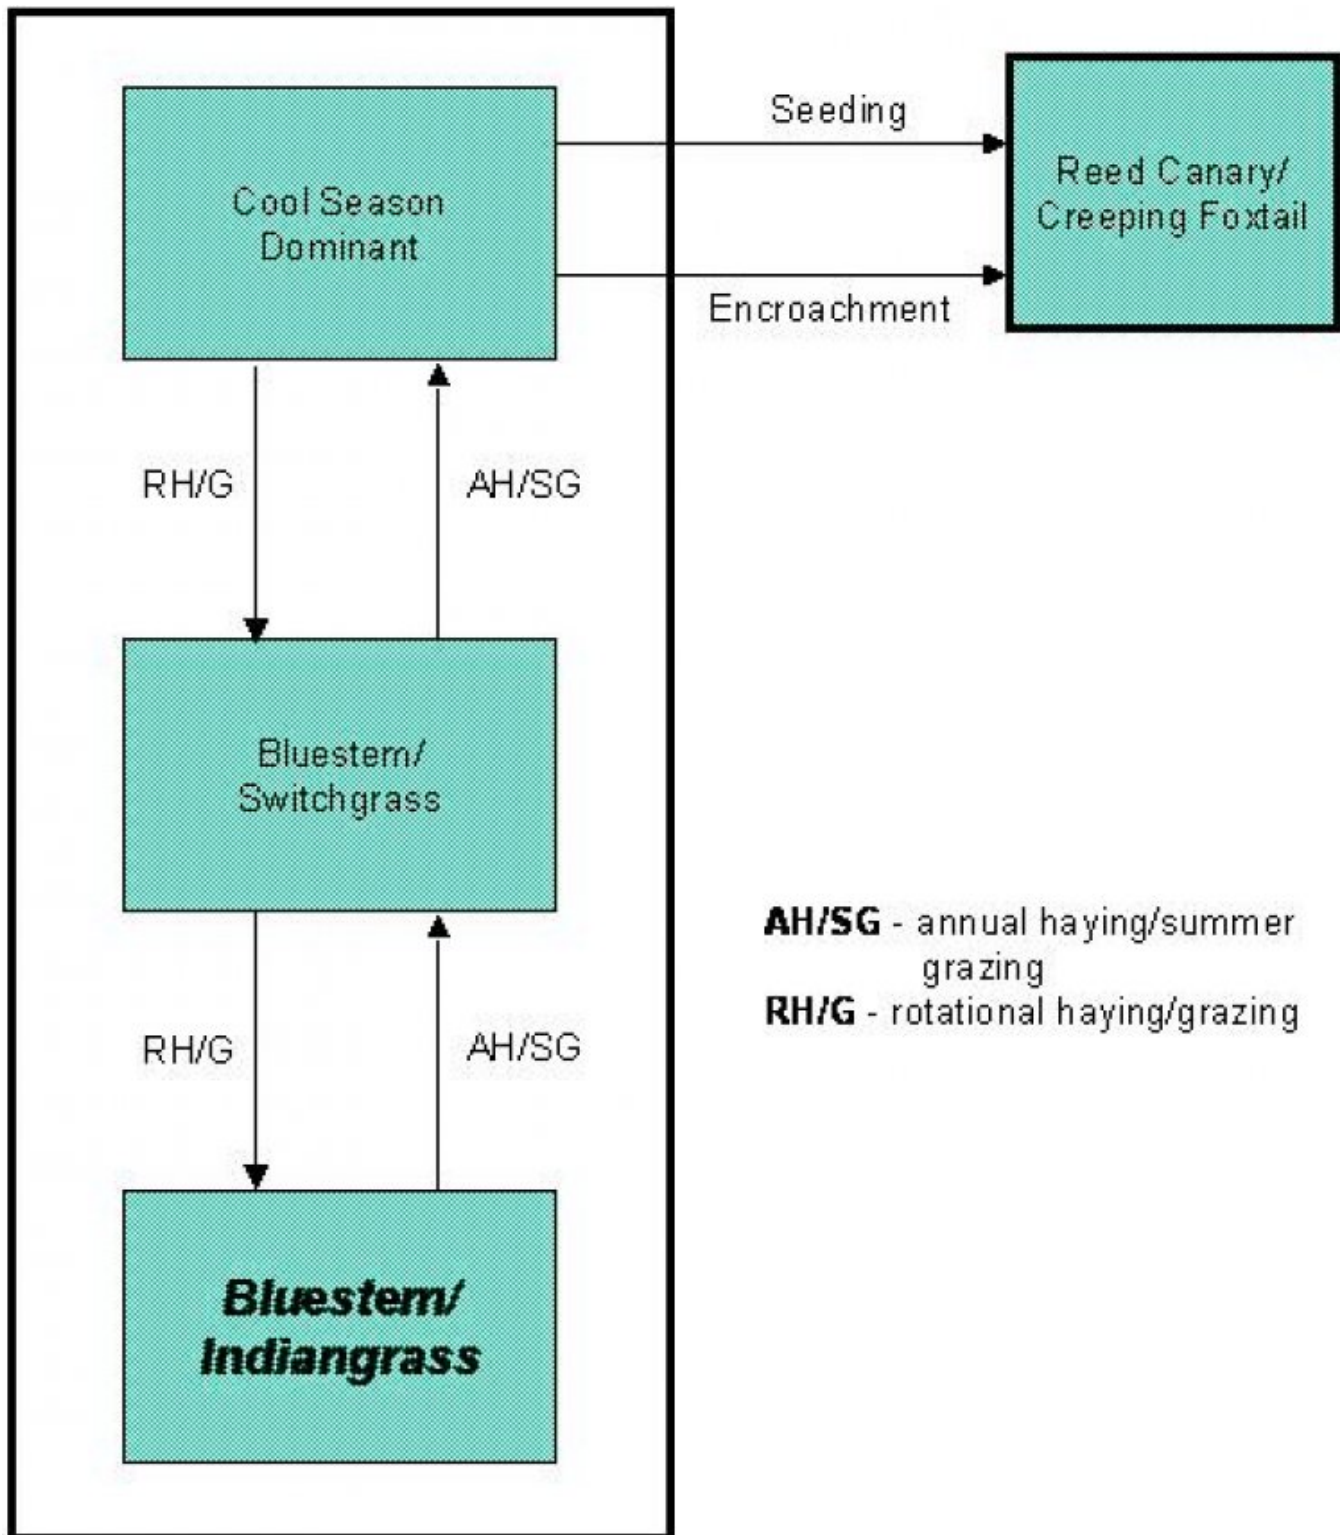 Seeding
Reed Canary/
Creeping Foxtail
Cool Season
Dominant
Encroachment
RH/G
AH/SG
Bluestem/
Switchgrass
AH/SG - annual haying/summer
grazing
RH/G - rotational haying/grazing
RH/G
AH/SG
Bluestem/
Indiangrass